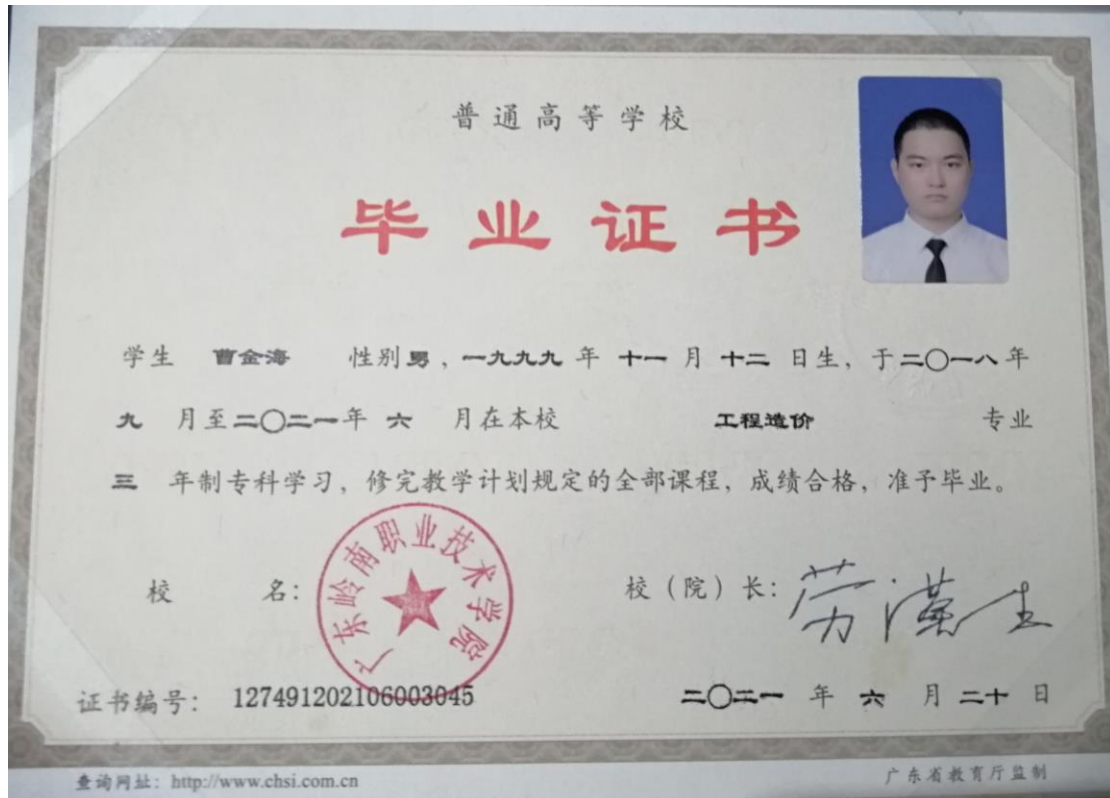 普通高等学校
毕业证书
学生 曹金海 性别男，一九九九 年 十一 月 十二 日生，于二〇一八年
九 月至二〇二一年 六 月在本校 工程造价 专业
三 年制专科学习，修完教学计划规定的全部课程，成绩合格，准予毕业。
广东岭南职业技术学院
校 名： 校（院）长：劳汉生
证书编号：127491202106003045 二〇二一 年 六 月 二十 日
查询网址：http://www.chsi.com.cn 广东省教育厅监制